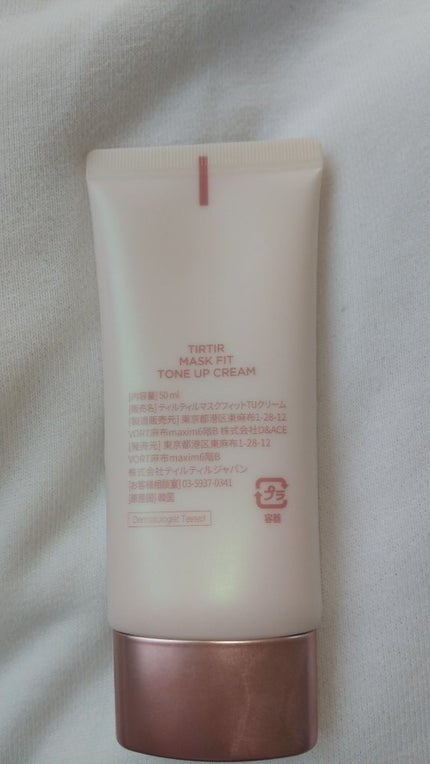 TIRTIR
MASK FIT
TONE UP CREAM
[内容量] 50 ml
[販売名] ティルティルマスクフィットTUクリーム
[製造販売元] 東京都港区東麻布1-28-12
VORT麻布maxim6階B 株式会社D&ACE
[発売元] 東京都港区東麻布1-28-12
VORT麻布maxim6階B
株式会社ティルティルジャパン
[お客様相談室] 03-5937-0341
[原産国] 韓国
Dermatologist Tested
プラ
容器